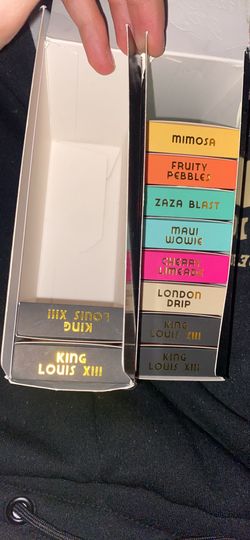 MIMOSA
FRUITY
PEBBLES
ZAZA BLAST
MAUI
WOWIE
CHERRY
LIMEADE
LONDON
DRIP
KING
LOUIS XIII
KING
LOUIS XIII
KING
LOUIS XIII
KING
LOUIS XIII